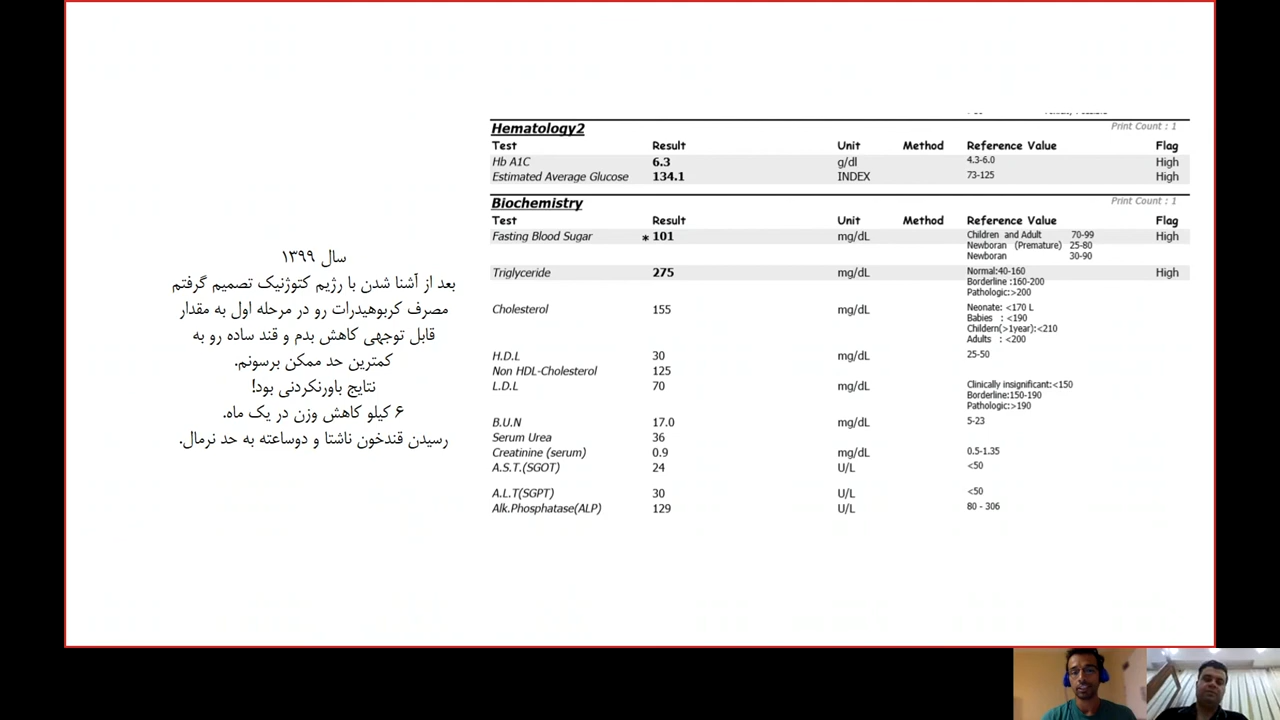 سال ۱۳۹۹
بعد از آشنا شدن با رژیم کتوژنیک تصمیم گرفتم
مصرف کربوهیدرات رو در مرحله اول به مقدار
قابل توجهی کاهش بدم و قند ساده رو به
کمترین حد ممکن برسونم.
نتایج باورنکردنی بود!
۶ کیلو کاهش وزن در یک ماه.
رسیدن قندخون ناشتا و دوساعته به حد نرمال.
Hematology2 Print Count : 1
Test Result Unit Method Reference Value Flag
Hb A1C 6.3 g/dl 4.3-6.0 High
Estimated Average Glucose 134.1 INDEX 73-125 High
Biochemistry Print Count : 1
Test Result Unit Method Reference Value Flag
Fasting Blood Sugar * 101 mg/dL Children and Adult 70-99 High
Newboran (Premature) 25-80
Newboran 30-90
Triglyceride 275 mg/dL Normal:40-160 High
Borderline :160-200
Pathologic:>200
Cholesterol 155 mg/dL Neonate: <170 L
Babies : <190
Childern(>1year):<210
Adults : <200
H.D.L 30 mg/dL 25-50
Non HDL-Cholesterol 125
L.D.L 70 mg/dL Clinically insignificant:<150
Borderline:150-190
Pathologic:>190
B.U.N 17.0 mg/dL 5-23
Serum Urea 36
Creatinine (serum) 0.9 mg/dL 0.5-1.35
A.S.T.(SGOT) 24 U/L <50
A.L.T(SGPT) 30 U/L <50
Alk.Phosphatase(ALP) 129 U/L 80 - 306